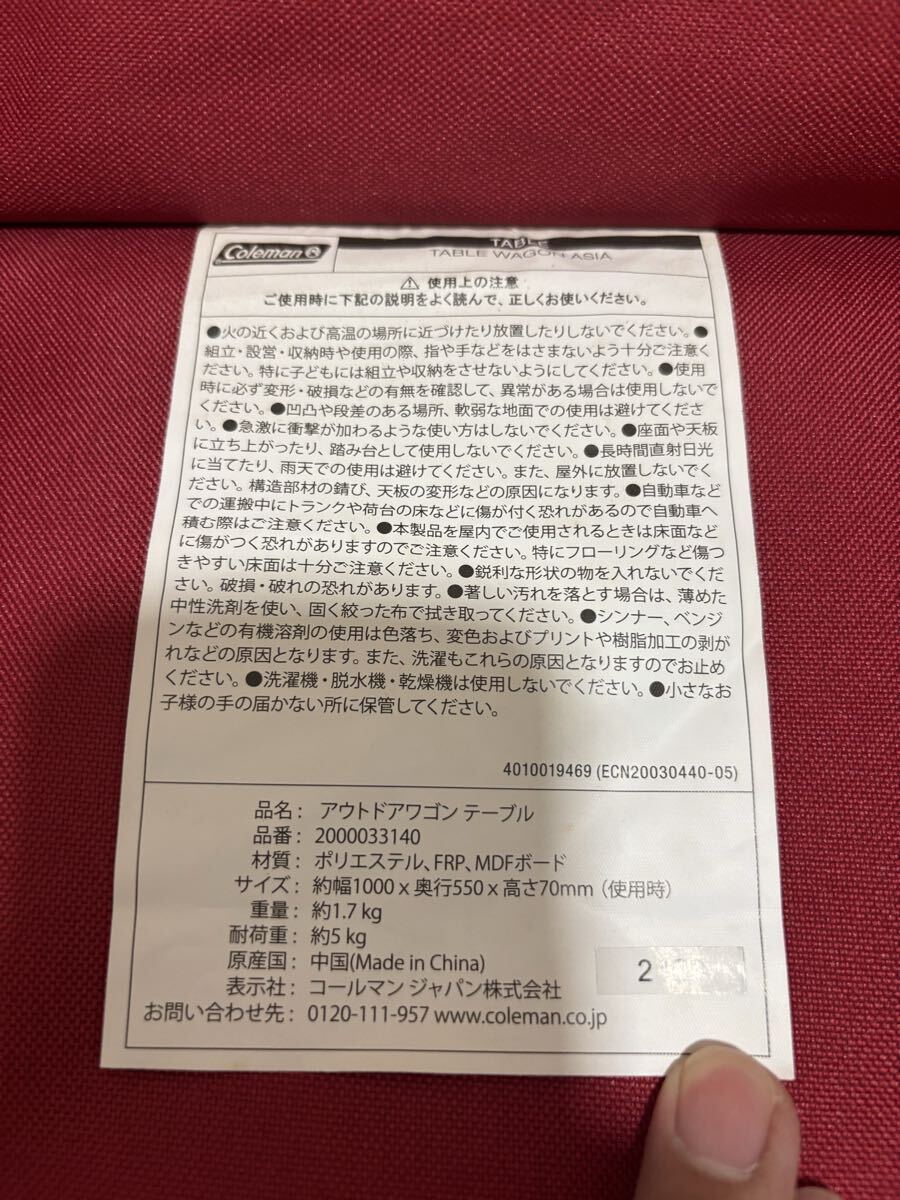 Coleman®
TABLE
TABLE WAGON ASIA
⚠ 使用上の注意
ご使用時に下記の説明をよく読んで、正しくお使いください。
●火の近くおよび高温の場所に近づけたり放置したりしないでください。●
組立・設営・収納時や使用の際、指や手などをはさまないよう十分ご注意く
ださい。特に子どもには組立や収納をさせないようにしてください。●使用
時に必ず変形・破損などの有無を確認して、異常がある場合は使用しないで
ください。●凹凸や段差のある場所、軟弱な地面での使用は避けてくださ
い。●急激に衝撃が加わるような使い方はしないでください。●座面や天板
に立ち上がったり、踏み台として使用しないでください。●長時間直射日光
に当てたり、雨天での使用は避けてください。また、屋外に放置しないでく
ださい。構造部材の錆び、天板の変形などの原因になります。●自動車など
での運搬中にトランクや荷台の床などに傷が付く恐れがあるので自動車へ
積む際はご注意ください。●本製品を屋内でご使用されるときは床面など
に傷がつく恐れがありますのでご注意ください。特にフローリングなど傷つ
きやすい床面は十分ご注意ください。●鋭利な形状の物を入れないでくだ
さい。破損・破れの恐れがあります。●著しい汚れを落とす場合は、薄めた
中性洗剤を使い、固く絞った布で拭き取ってください。●シンナー、ベンジ
ンなどの有機溶剤の使用は色落ち、変色およびプリントや樹脂加工の剥が
れなどの原因となります。また、洗濯もこれらの原因となりますのでお止め
ください。●洗濯機・脱水機・乾燥機は使用しないでください。●小さなお
子様の手の届かない所に保管してください。
4010019469 (ECN20030440-05)
品名： アウトドアワゴン テーブル
品番： 2000033140
材質： ポリエステル、FRP、MDFボード
サイズ： 約幅1000 x 奥行550 x 高さ70mm（使用時）
重量： 約1.7 kg
耐荷重： 約5 kg
原産国： 中国(Made in China)
表示社： コールマン ジャパン株式会社
お問い合わせ先： 0120-111-957 www.coleman.co.jp